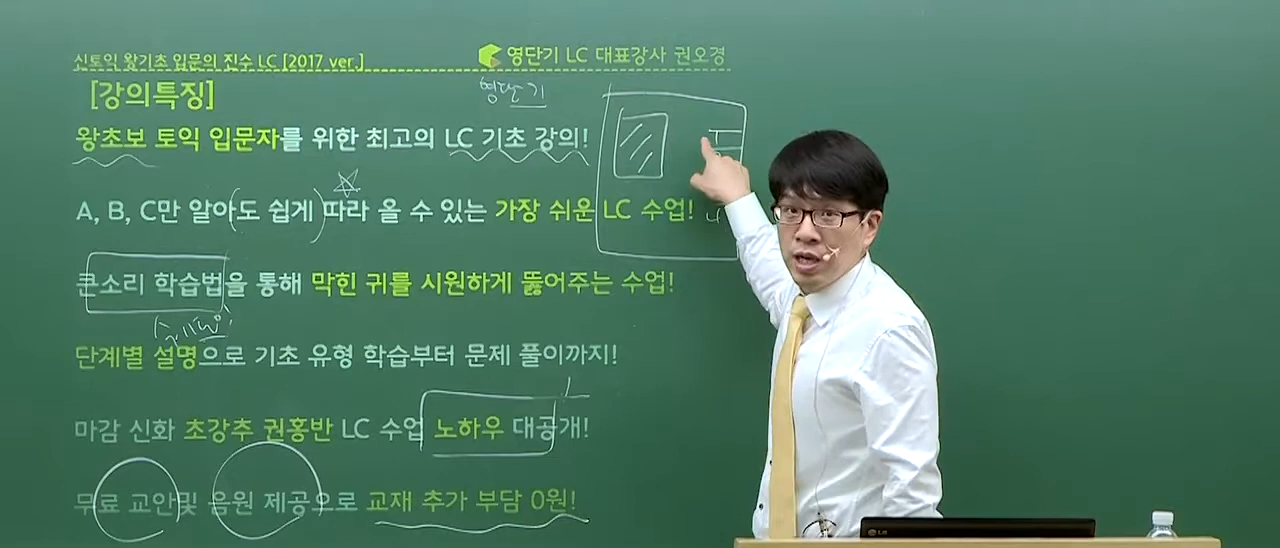 신토익 왕기초 입문의 진수 LC [2017 ver.]
영단기 LC 대표강사 권오경
[강의특징]
영단기
왕초보 토익 입문자를 위한 최고의 LC 기초 강의!
A, B, C만 알아도 쉽게 따라 올 수 있는 가장 쉬운 LC 수업!
큰소리 학습법을 통해 막힌 귀를 시원하게 뚫어주는 수업!
단계별 설명으로 기초 유형 학습부터 문제 풀이까지!
마감 신화 초강추 권홍반 LC 수업 노하우 대공개!
무료 교안및 음원 제공으로 교재 추가 부담 0원!
LG